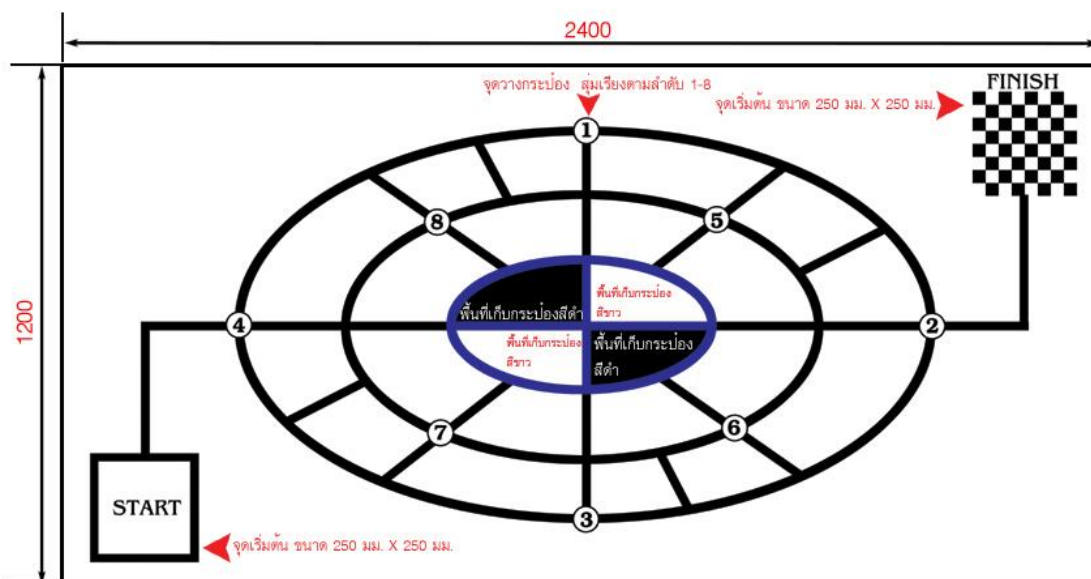 2400
จุดวางกระป๋อง สุ่มเรียงตามลำดับ 1-8
FINISH
จุดเริ่มต้น ขนาด 250 มม. X 250 มม.
1
8
5
พื้นที่เก็บกระป๋อง
สีขาว
พื้นที่เก็บกระป๋องสีดำ
1200
4
2
พื้นที่เก็บกระป๋อง
สีขาว
พื้นที่เก็บกระป๋อง
สีดำ
7
6
START
3
จุดเริ่มต้น ขนาด 250 มม. X 250 มม.